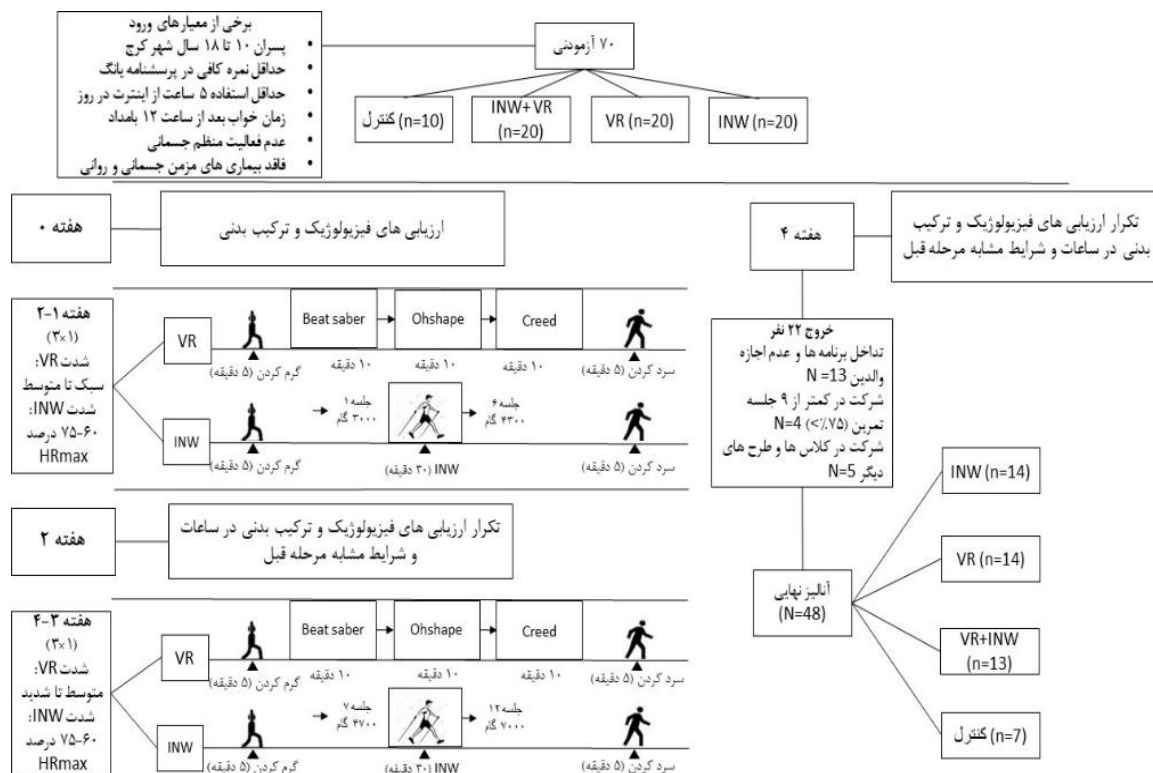 برخی از معیارهای ورود
• پسران ۱۰ تا ۱۸ سال شهر کرج
• حداقل نمره کافی در پرسشنامه یانگ
• حداقل استفاده ۵ ساعت از اینترنت در روز
• زمان خواب بعد از ساعت ۱۲ بامداد
• عدم فعالیت منظم جسمانی
• فاقد بیماری های مزمن جسمانی و روانی
۷۰ آزمودنی
INW (n=20)
VR (n=20)
INW+ VR
(n=20)
کنترل (n=10)
هفته ۰
ارزیابی های فیزیولوژیک و ترکیب بدنی
هفته ۱-۲
(۳×۱)
شدت VR:
سبک تا متوسط
شدت INW:
۷۵-۶۰ درصد
HRmax
VR
گرم کردن (۵ دقیقه)
Beat saber
۱۰ دقیقه
Ohshape
۱۰ دقیقه
Creed
۱۰ دقیقه
سرد کردن (۵ دقیقه)
INW
گرم کردن (۵ دقیقه)
جلسه ۱
۳۰۰۰ گام
INW (۳۰ دقیقه)
جلسه ۶
۴۳۰۰ گام
سرد کردن (۵ دقیقه)
هفته ۲
تکرار ارزیابی های فیزیولوژیک و ترکیب بدنی در ساعات
و شرایط مشابه مرحله قبل
هفته ۳-۴
(۳×۱)
شدت VR:
متوسط تا شدید
شدت INW:
۷۵-۶۰ درصد
HRmax
VR
گرم کردن (۵ دقیقه)
Beat saber
۱۰ دقیقه
Ohshape
۱۰ دقیقه
Creed
۱۰ دقیقه
سرد کردن (۵ دقیقه)
INW
گرم کردن (۵ دقیقه)
جلسه ۷
۴۷۰۰ گام
INW (۳۰ دقیقه)
جلسه ۱۲
۷۰۰۰ گام
سرد کردن (۵ دقیقه)
هفته ۴
تکرار ارزیابی های فیزیولوژیک و ترکیب
بدنی در ساعات و شرایط مشابه مرحله قبل
خروج ۲۲ نفر
تداخل برنامه ها و عدم اجازه
والدین N =13
شرکت در کمتر از ۹ جلسه
تمرین (۷۵٪>) N=4
شرکت در کلاس ها و طرح های
دیگر N=5
آنالیز نهایی
(N=48)
INW (n=14)
VR (n=14)
VR+INW
(n=13)
کنترل (n=7)